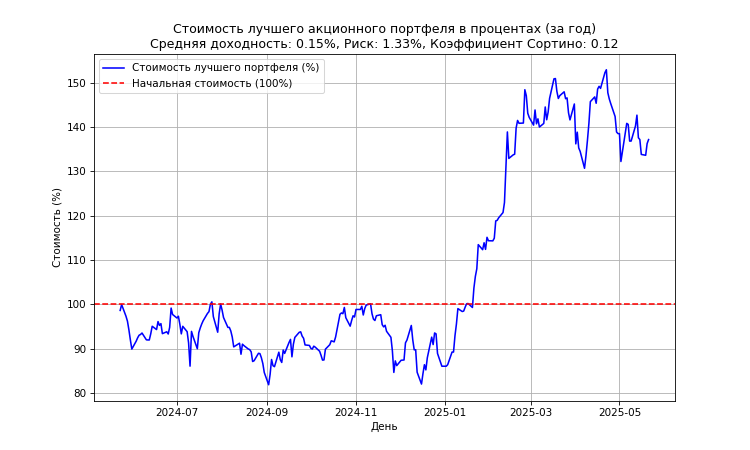 Стоимость лучшего акционного портфеля в процентах (за год)
Средняя доходность: 0.15%, Риск: 1.33%, Коэффициент Сортино: 0.12
Стоимость лучшего портфеля (%)
Начальная стоимость (100%)
Стоимость (%)
150
140
130
120
110
100
90
80
2024-07 2024-09 2024-11 2025-01 2025-03 2025-05
День